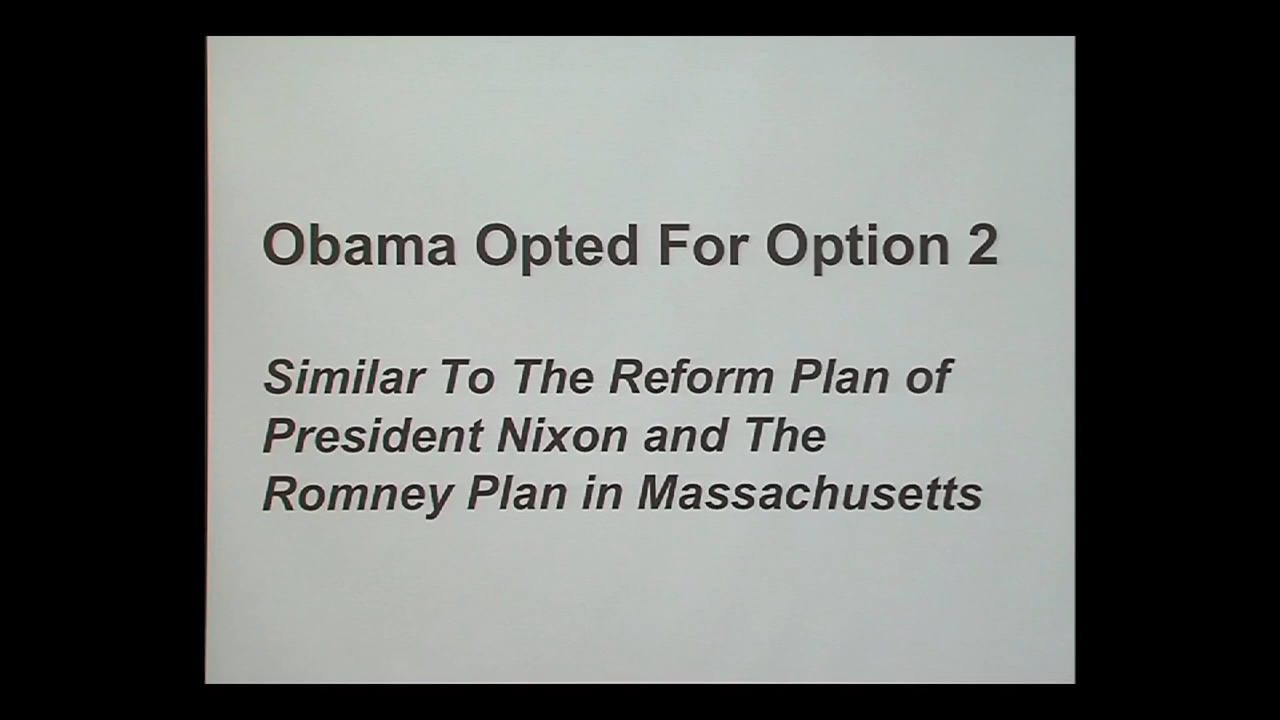 Obama Opted For Option 2
Similar To The Reform Plan of
President Nixon and The
Romney Plan in Massachusetts